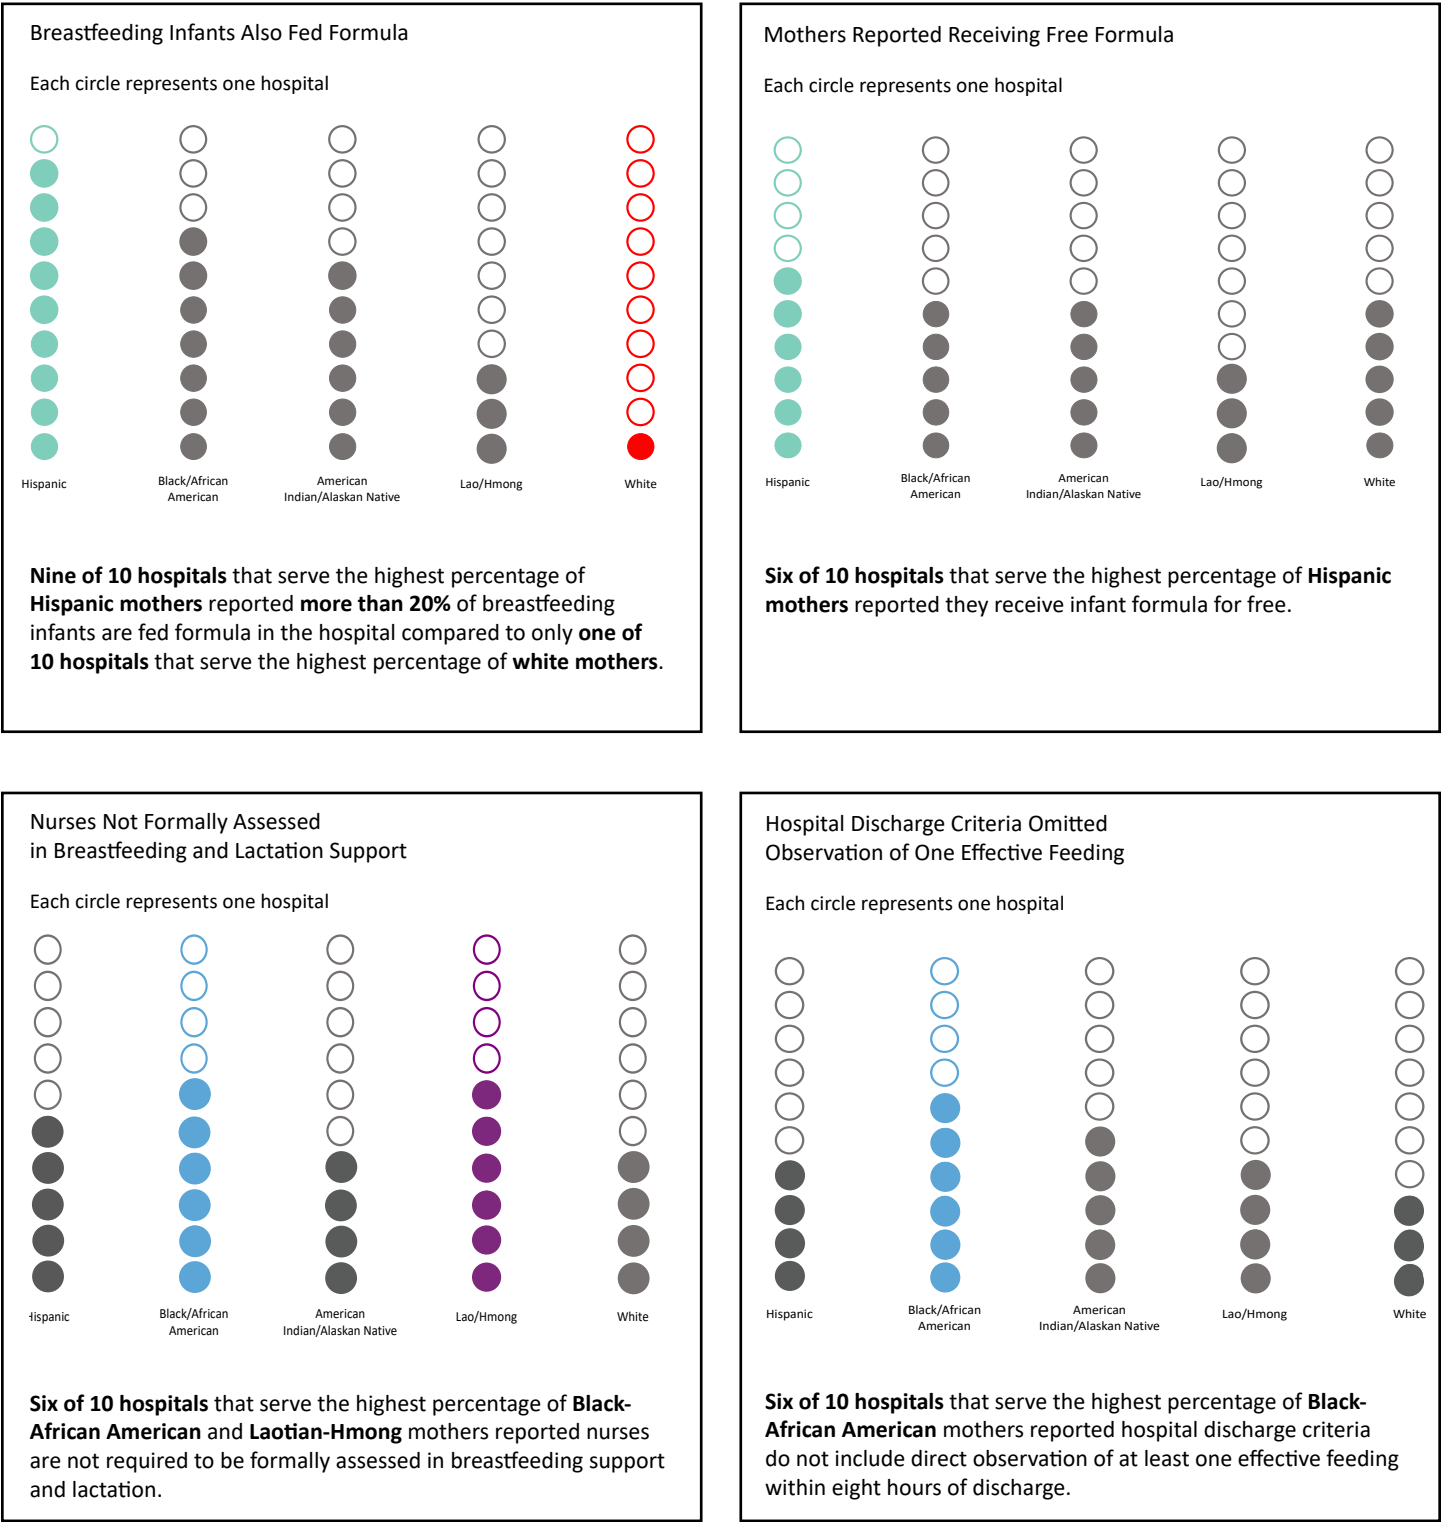 Breastfeeding Infants Also Fed Formula
Each circle represents one hospital
Hispanic
Black/African
American
American
Indian/Alaskan Native
Lao/Hmong
White
Nine of 10 hospitals that serve the highest percentage of
Hispanic mothers reported more than 20% of breastfeeding
infants are fed formula in the hospital compared to only one of
10 hospitals that serve the highest percentage of white mothers.
Mothers Reported Receiving Free Formula
Each circle represents one hospital
Hispanic
Black/African
American
American
Indian/Alaskan Native
Lao/Hmong
White
Six of 10 hospitals that serve the highest percentage of Hispanic
mothers reported they receive infant formula for free.
Nurses Not Formally Assessed
in Breastfeeding and Lactation Support
Each circle represents one hospital
Hispanic
Black/African
American
American
Indian/Alaskan Native
Lao/Hmong
White
Six of 10 hospitals that serve the highest percentage of Black-
African American and Laotian-Hmong mothers reported nurses
are not required to be formally assessed in breastfeeding support
and lactation.
Hospital Discharge Criteria Omitted
Observation of One Effective Feeding
Each circle represents one hospital
Hispanic
Black/African
American
American
Indian/Alaskan Native
Lao/Hmong
White
Six of 10 hospitals that serve the highest percentage of Black-
African American mothers reported hospital discharge criteria
do not include direct observation of at least one effective feeding
within eight hours of discharge.